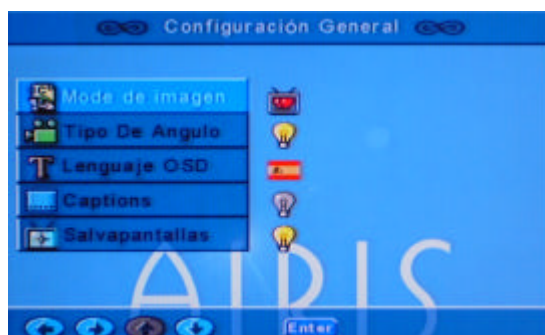 Configuración General
Mode de imagen
Tipo De Angulo
Lenguaje OSD
Captions
Salvapantallas
AIRIS
Enter